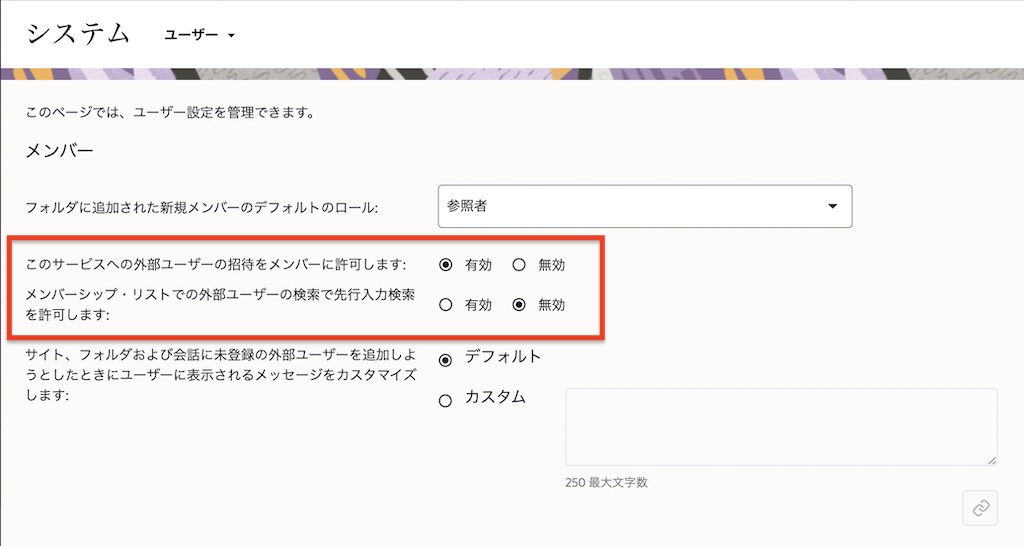 システム ユーザー
このページでは、ユーザー設定を管理できます。
メンバー
フォルダに追加された新規メンバーのデフォルトのロール: 参照者
このサービスへの外部ユーザーの招待をメンバーに許可します: 有効 無効
メンバーシップ・リストでの外部ユーザーの検索で先行入力検索
を許可します: 有効 無効
サイト、フォルダおよび会話に未登録の外部ユーザーを追加しよ
うとしたときにユーザーに表示されるメッセージをカスタマイズ
します:
デフォルト
カスタム
250 最大文字数